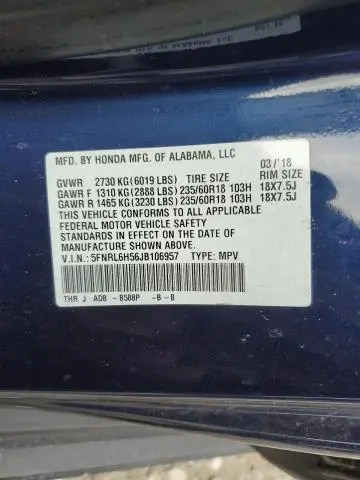 MFD. BY HONDA MFG. OF ALABAMA, LLC 03/'18
GVWR 2730 KG (6019 LBS) TIRE SIZE RIM SIZE
GAWR F 1310 KG (2888 LBS) 235/60R18 103H 18X7.5J
GAWR R 1465 KG (3230 LBS) 235/60R18 103H 18X7.5J
THIS VEHICLE CONFORMS TO ALL APPLICABLE
FEDERAL MOTOR VEHICLE SAFETY
STANDARDS IN EFFECT ON THE DATE OF
MANUFACTURE SHOWN ABOVE.
V.I.N.: 5FNRL6H56JB106957 TYPE: MPV
THR J AD8 - B588P -B-B